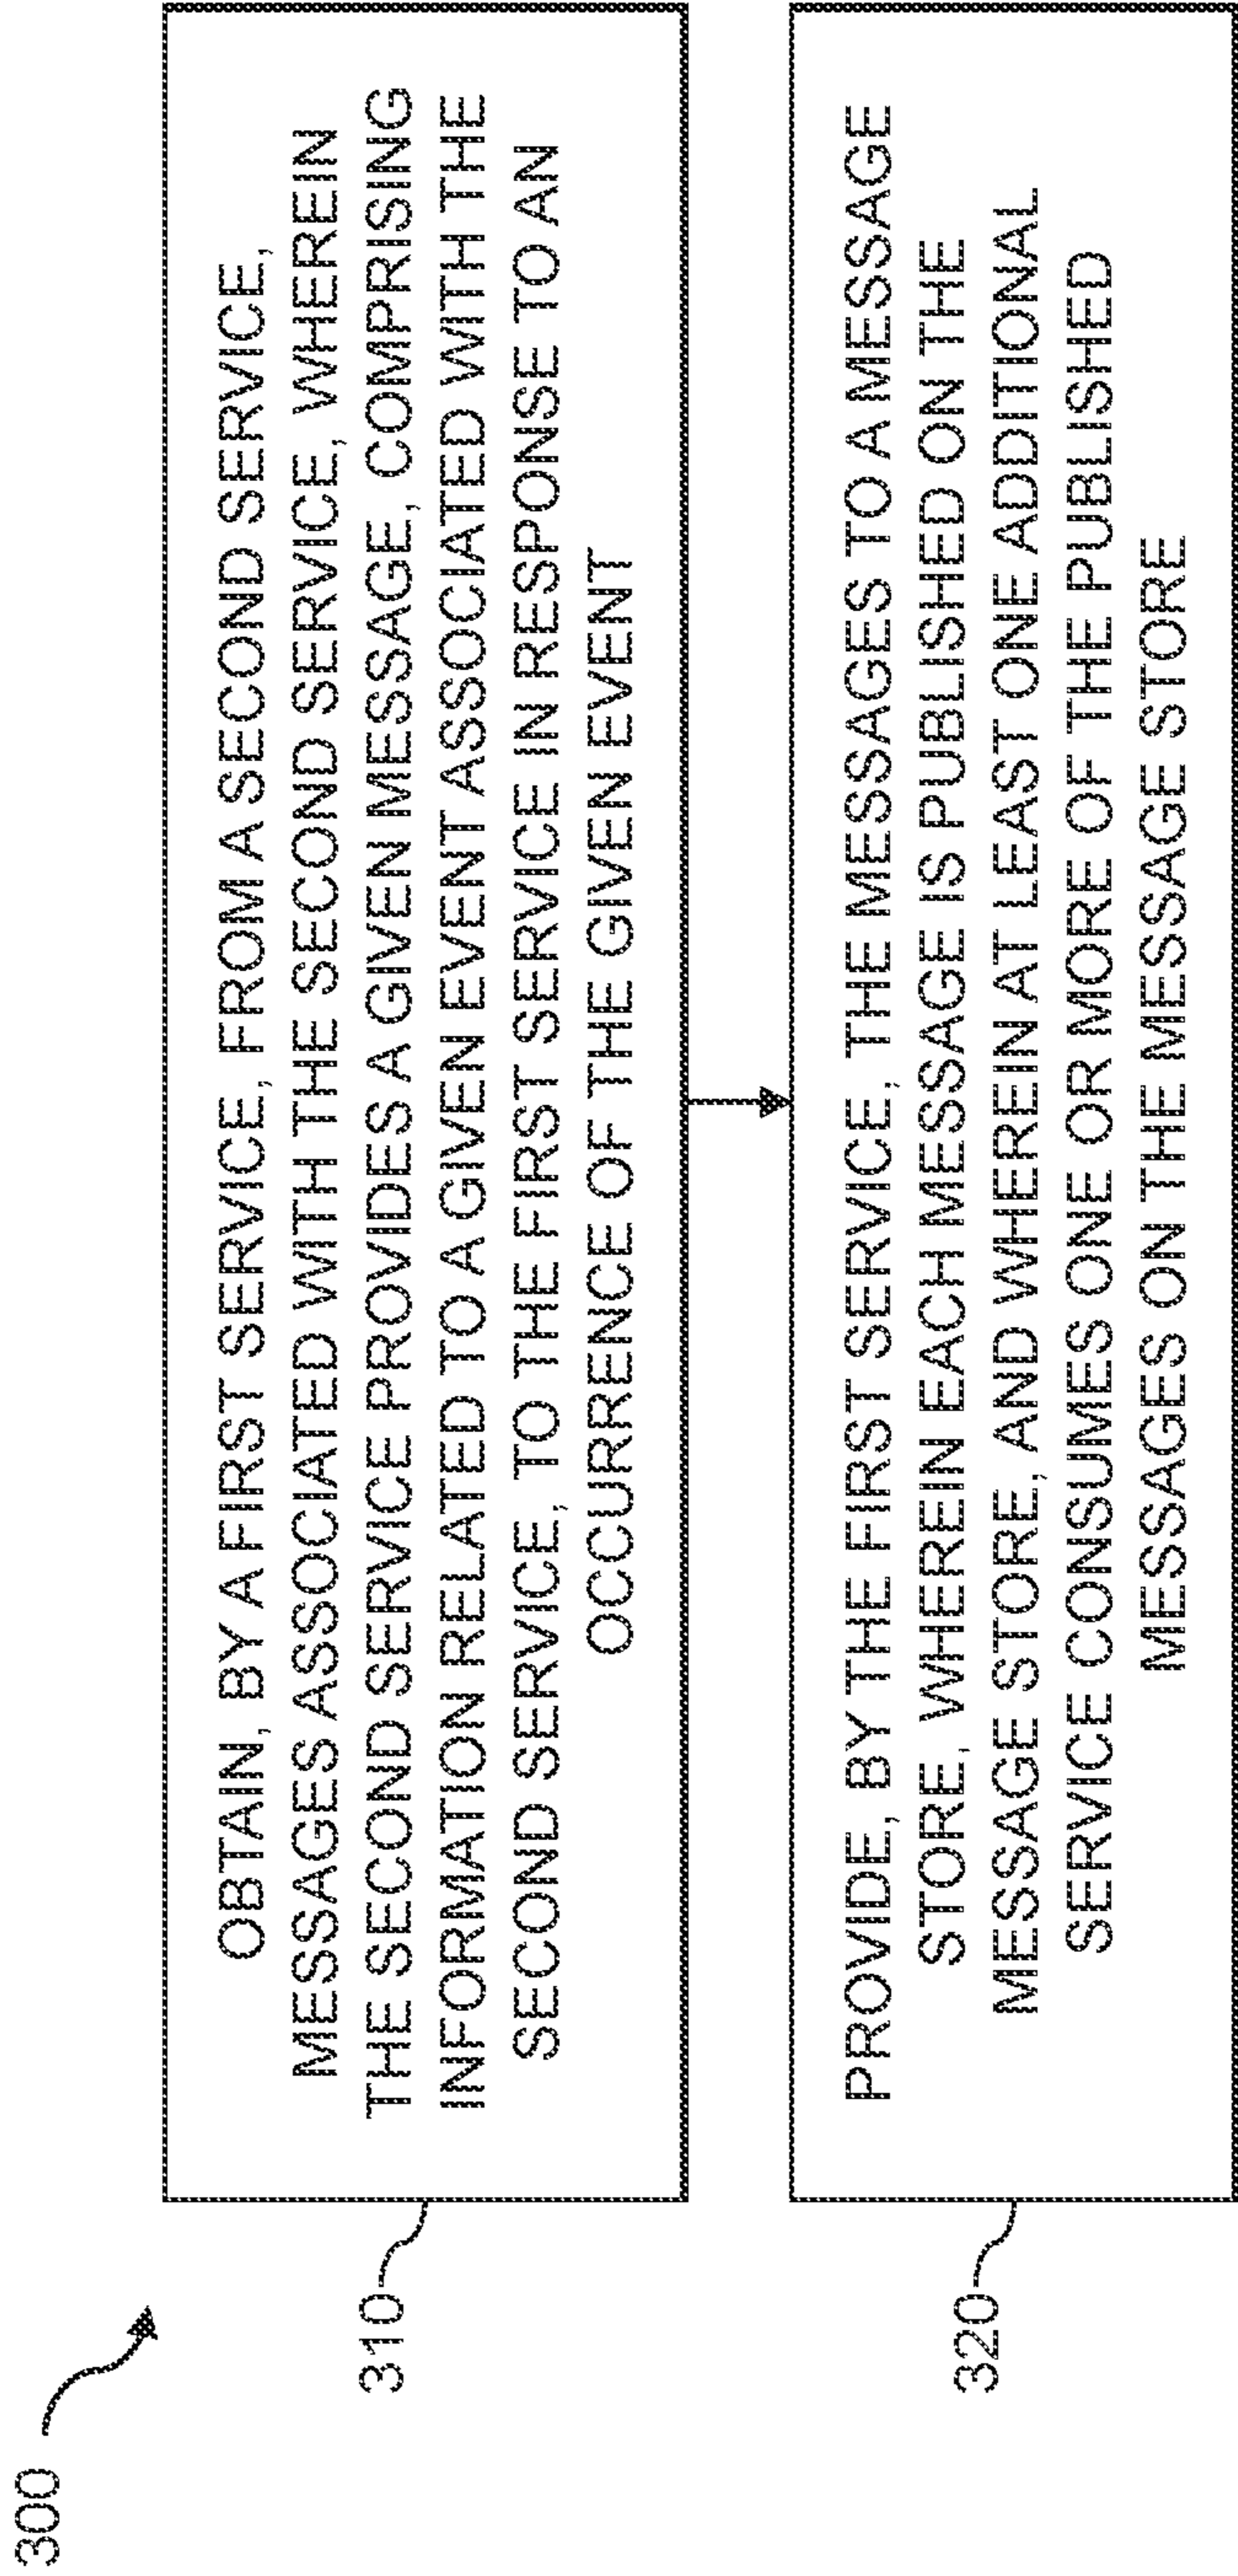 300
310
OBTAIN, BY A FIRST SERVICE, FROM A SECOND SERVICE,
MESSAGES ASSOCIATED WITH THE SECOND SERVICE, WHEREIN
THE SECOND SERVICE PROVIDES A GIVEN MESSAGE, COMPRISING
INFORMATION RELATED TO A GIVEN EVENT ASSOCIATED WITH THE
SECOND SERVICE, TO THE FIRST SERVICE IN RESPONSE TO AN
OCCURRENCE OF THE GIVEN EVENT
320
PROVIDE, BY THE FIRST SERVICE, THE MESSAGES TO A MESSAGE
STORE, WHEREIN EACH MESSAGE IS PUBLISHED ON THE
MESSAGE STORE, AND WHEREIN AT LEAST ONE ADDITIONAL
SERVICE CONSUMES ONE OR MORE OF THE PUBLISHED
MESSAGES ON THE MESSAGE STORE